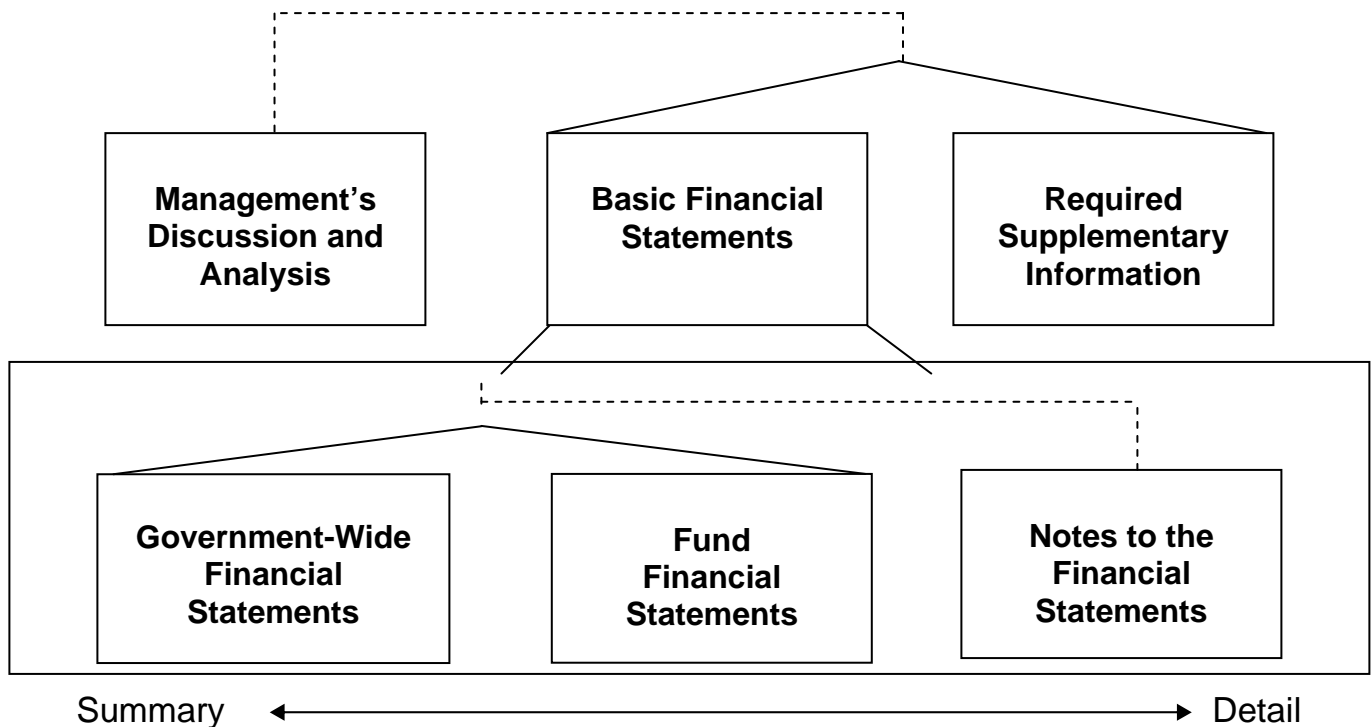 Management’s
Discussion and
Analysis
Basic Financial
Statements
Required
Supplementary
Information
Government-Wide
Financial
Statements
Fund
Financial
Statements
Notes to the
Financial
Statements
Summary
Detail